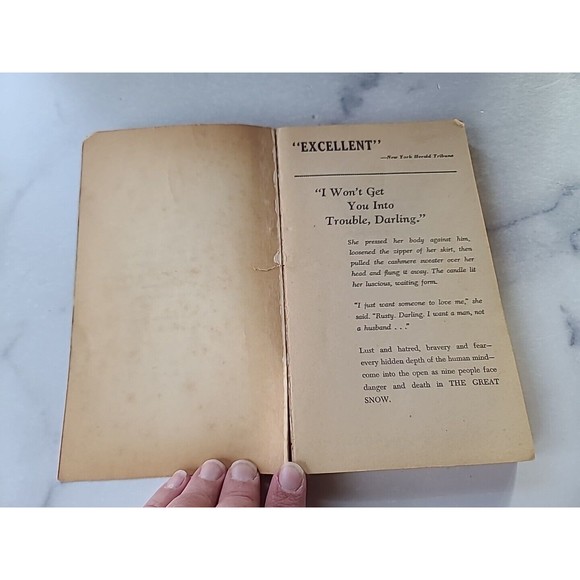 "EXCELLENT"
—New York Herald Tribune
"I Won't Get
You Into
Trouble, Darling."
She pressed her body against him,
loosened the zipper of her skirt, then
pulled the cashmere sweater over her
head and flung it away. The candle lit
her luscious, waiting form.
"I just want someone to love me," she
said. "Rusty. Darling. I want a man, not
a husband . . ."
Lust and hatred, bravery and fear—
every hidden depth of the human mind—
come into the open as nine people face
danger and death in THE GREAT
SNOW.